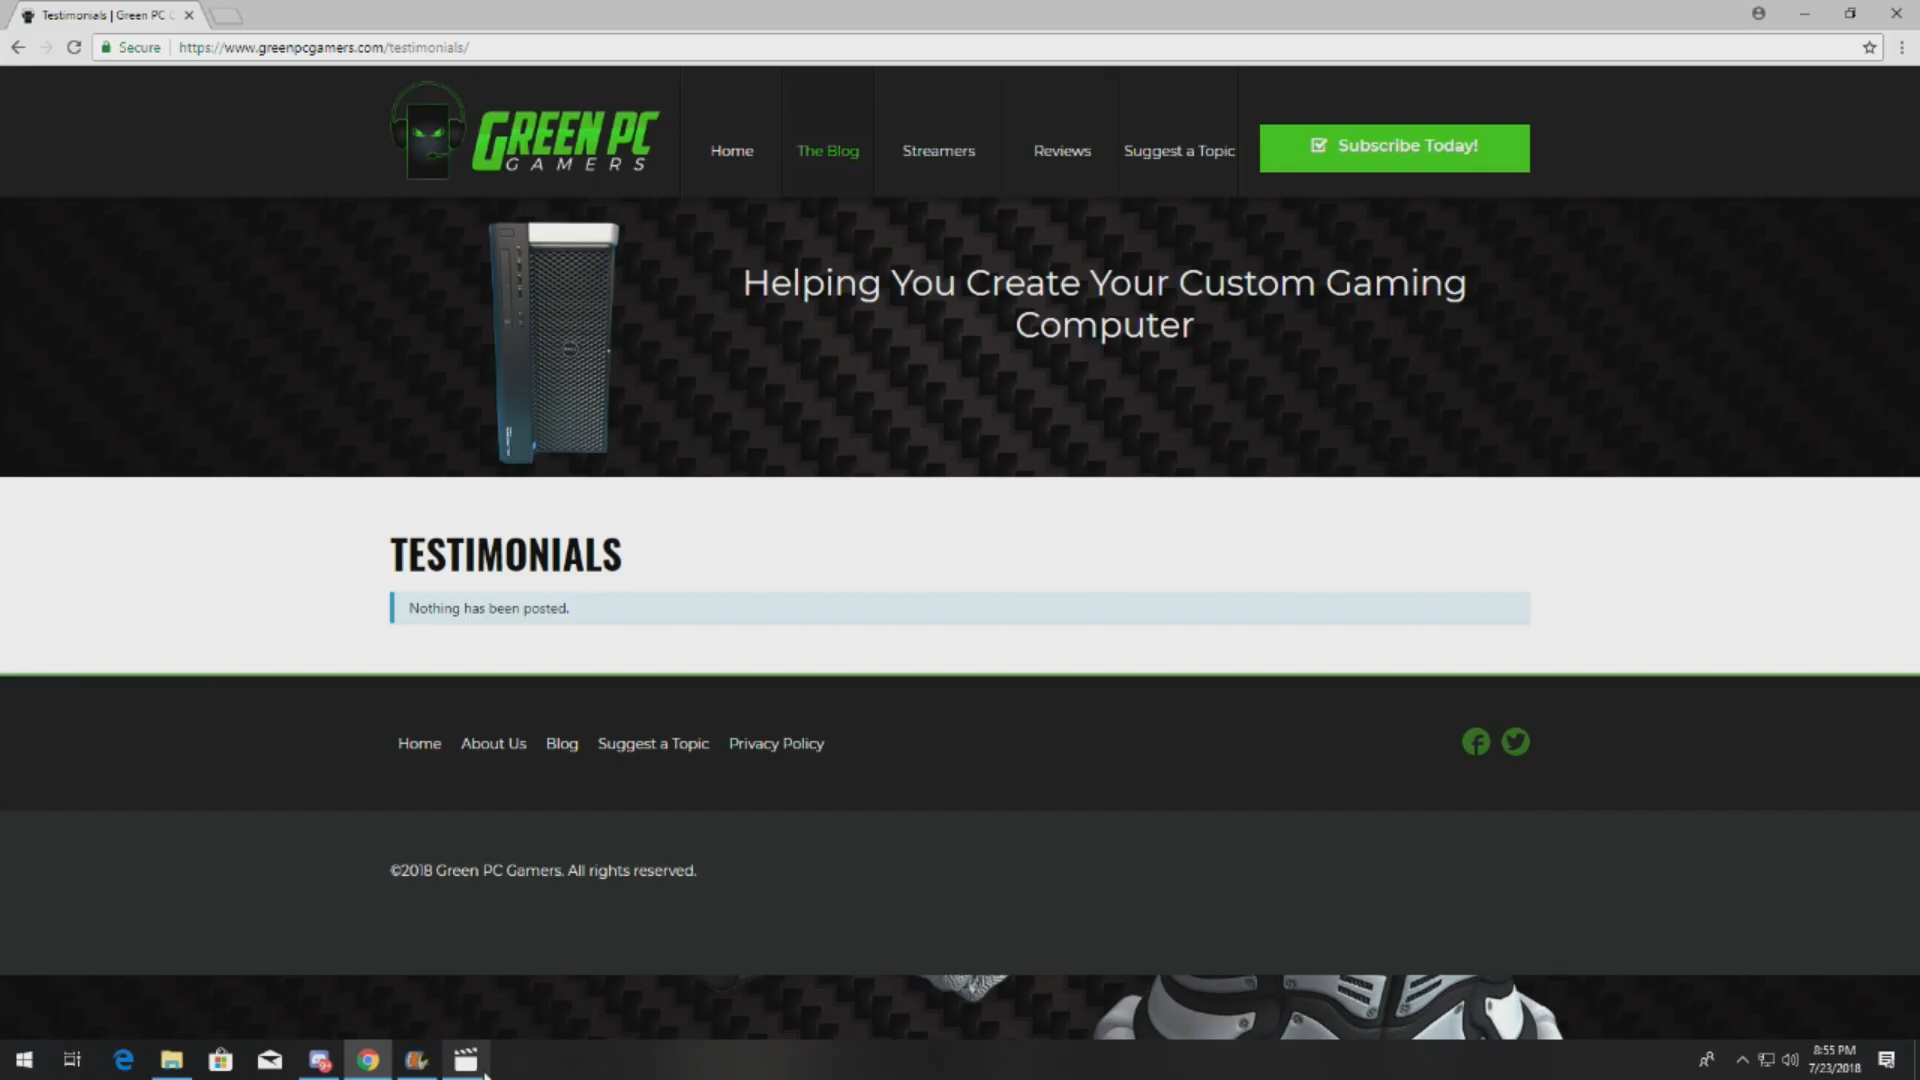 Testimonials | Green PC
Secure
https://www.greenpcgamers.com/testimonials/
GREEN PC
GAMERS
Home
The Blog
Streamers
Reviews
Suggest a Topic
Subscribe Today!
Helping You Create Your Custom Gaming
Computer
TESTIMONIALS
Nothing has been posted.
Home
About Us
Blog
Suggest a Topic
Privacy Policy
©2018 Green PC Gamers. All rights reserved.
8:55 PM
7/23/2018